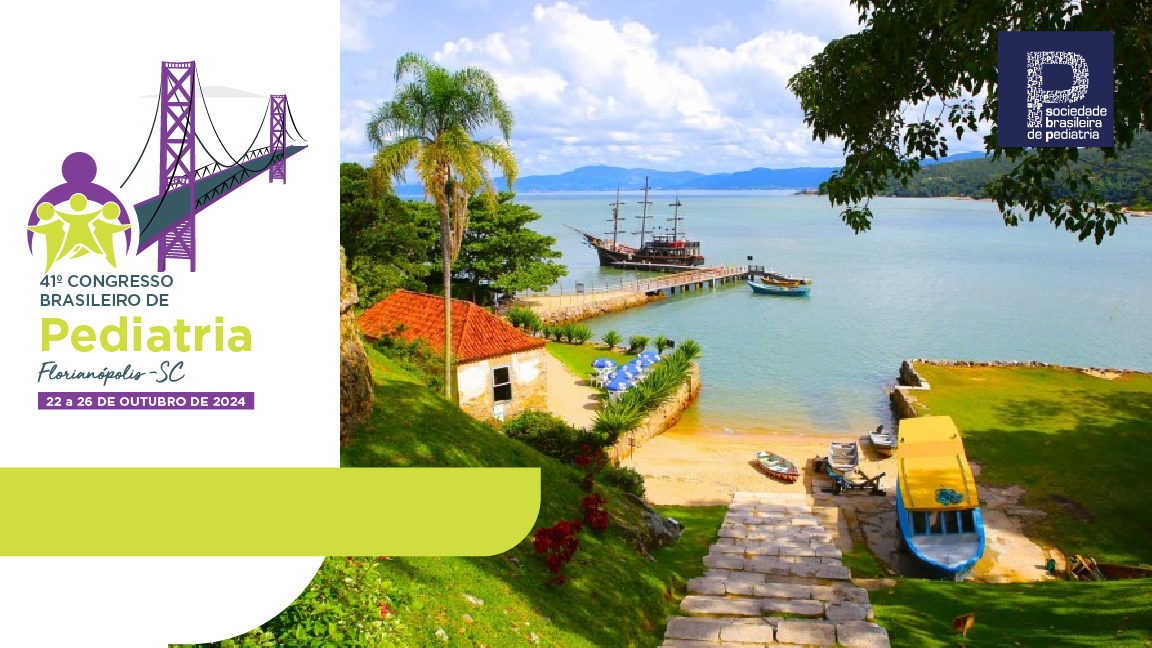 41º CONGRESSO
BRASILEIRO DE
Pediatria
Florianópolis-SC
22 a 26 DE OUTUBRO DE 2024
sociedade
brasileira
de pediatria